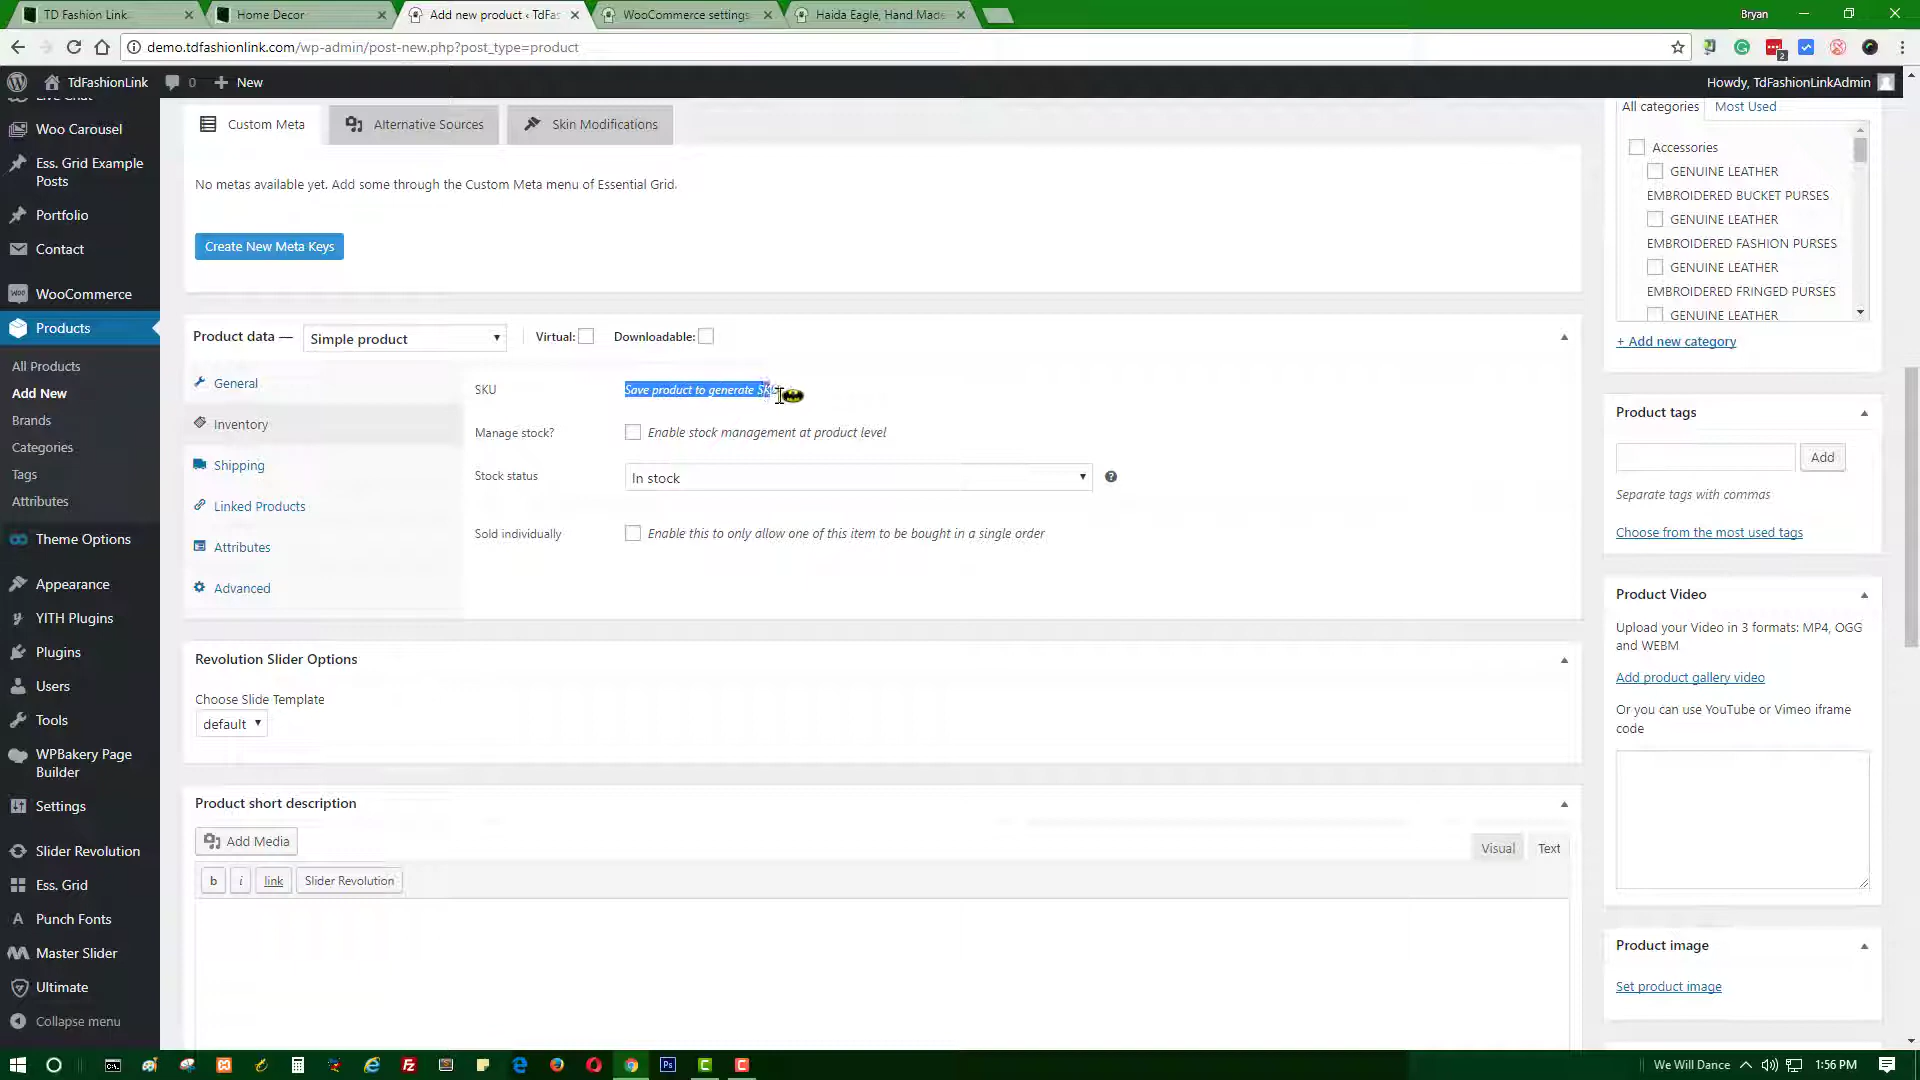 TD Fashion Link
Home Decor
Add new product ‹ TdFas
WooCommerce settings
Haida Eagle, Hand Made
Bryan
demo.tdfashionlink.com/wp-admin/post-new.php?post_type=product
2
TdFashionLink
0
New
Howdy, TdFashionLinkAdmin
Live Chat
Woo Carousel
Ess. Grid Example
Posts
Portfolio
Contact
WooCommerce
Products
All Products
Add New
Brands
Categories
Tags
Attributes
Theme Options
Appearance
YITH Plugins
Plugins
Users
Tools
WPBakery Page
Builder
Settings
Slider Revolution
Ess. Grid
Punch Fonts
Master Slider
Ultimate
Collapse menu
Custom Meta
Alternative Sources
Skin Modifications
No metas available yet. Add some through the Custom Meta menu of Essential Grid.
Create New Meta Keys
Product data —
Simple product
Virtual:
Downloadable:
General
Inventory
Shipping
Linked Products
Attributes
Advanced
SKU
Save product to generate SKU
Manage stock?
Enable stock management at product level
Stock status
In stock
Sold individually
Enable this to only allow one of this item to be bought in a single order
Revolution Slider Options
Choose Slide Template
default
Product short description
Add Media
Visual
Text
b
i
link
Slider Revolution
All categories
Most Used
Accessories
GENUINE LEATHER
EMBROIDERED BUCKET PURSES
GENUINE LEATHER
EMBROIDERED FASHION PURSES
GENUINE LEATHER
EMBROIDERED FRINGED PURSES
GENUINE LEATHER
+ Add new category
Product tags
Add
Separate tags with commas
Choose from the most used tags
Product Video
Upload your Video in 3 formats: MP4, OGG
and WEBM
Add product gallery video
Or you can use YouTube or Vimeo iframe
code
Product image
Set product image
We Will Dance
1:56 PM